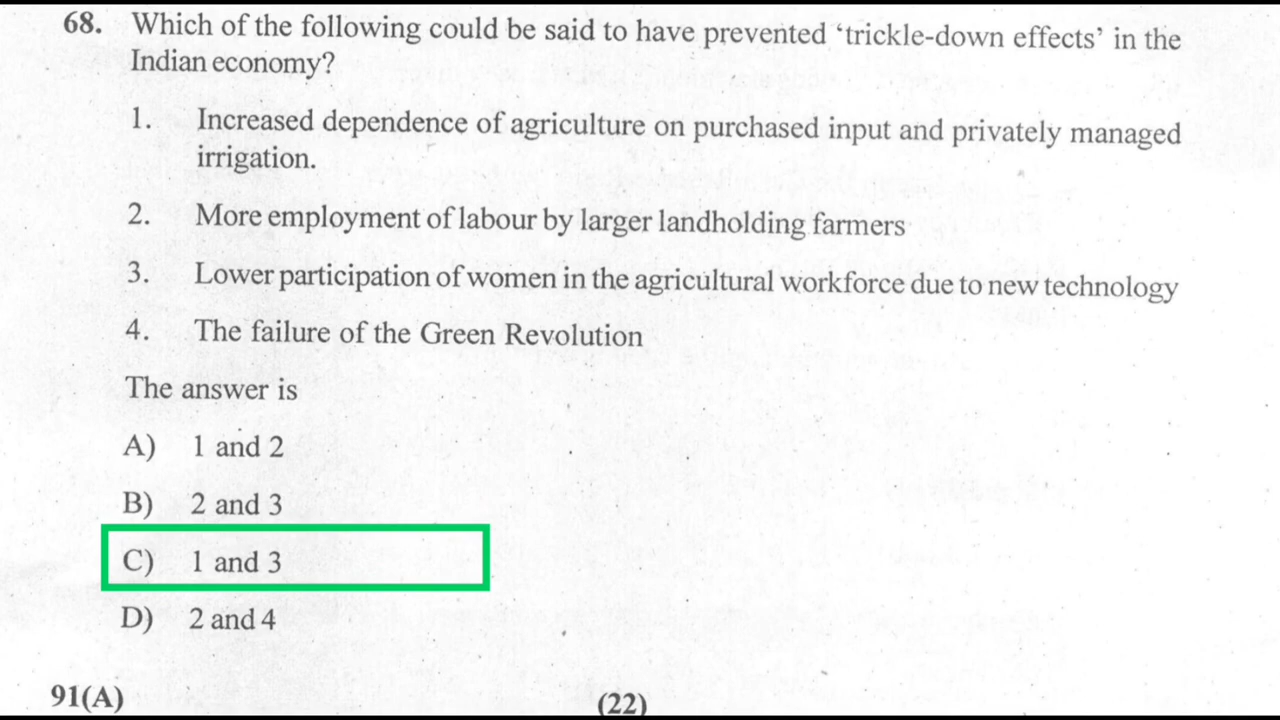 68. Which of the following could be said to have prevented ‘trickle-down effects’ in the
Indian economy?
1. Increased dependence of agriculture on purchased input and privately managed
irrigation.
2. More employment of labour by larger landholding farmers
3. Lower participation of women in the agricultural workforce due to new technology
4. The failure of the Green Revolution
The answer is
A) 1 and 2
B) 2 and 3
C) 1 and 3
D) 2 and 4
91(A) (22)